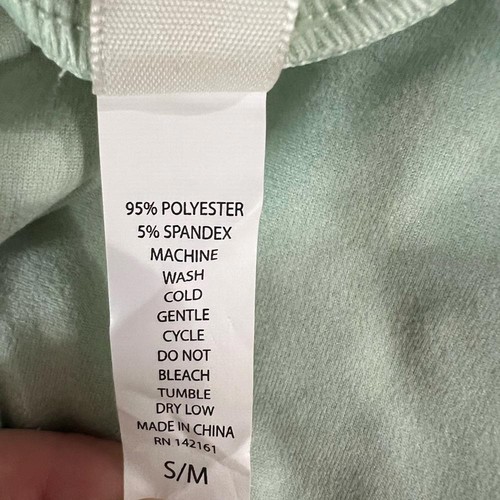 95% POLYESTER
5% SPANDEX
MACHINE
WASH
COLD
GENTLE
CYCLE
DO NOT
BLEACH
TUMBLE
DRY LOW
MADE IN CHINA
RN 142161
S/M